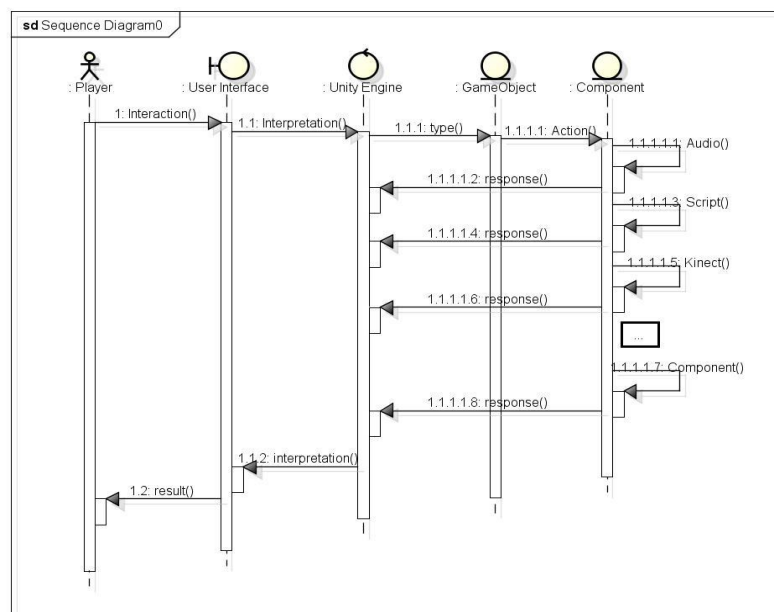 sd Sequence Diagram0
: Player
: User Interface
: Unity Engine
: GameObject
: Component
1: Interaction()
1.1: Interpretation()
1.1.1: type()
1.1.1.1: Action()
1.1.1.1.1: Audio()
1.1.1.1.2: response()
1.1.1.1.3: Script()
1.1.1.1.4: response()
1.1.1.1.5: Kinect()
1.1.1.1.6: response()
...
1.1.1.1.7: Component()
1.1.1.1.8: response()
1.1.2: interpretation()
1.2: result()